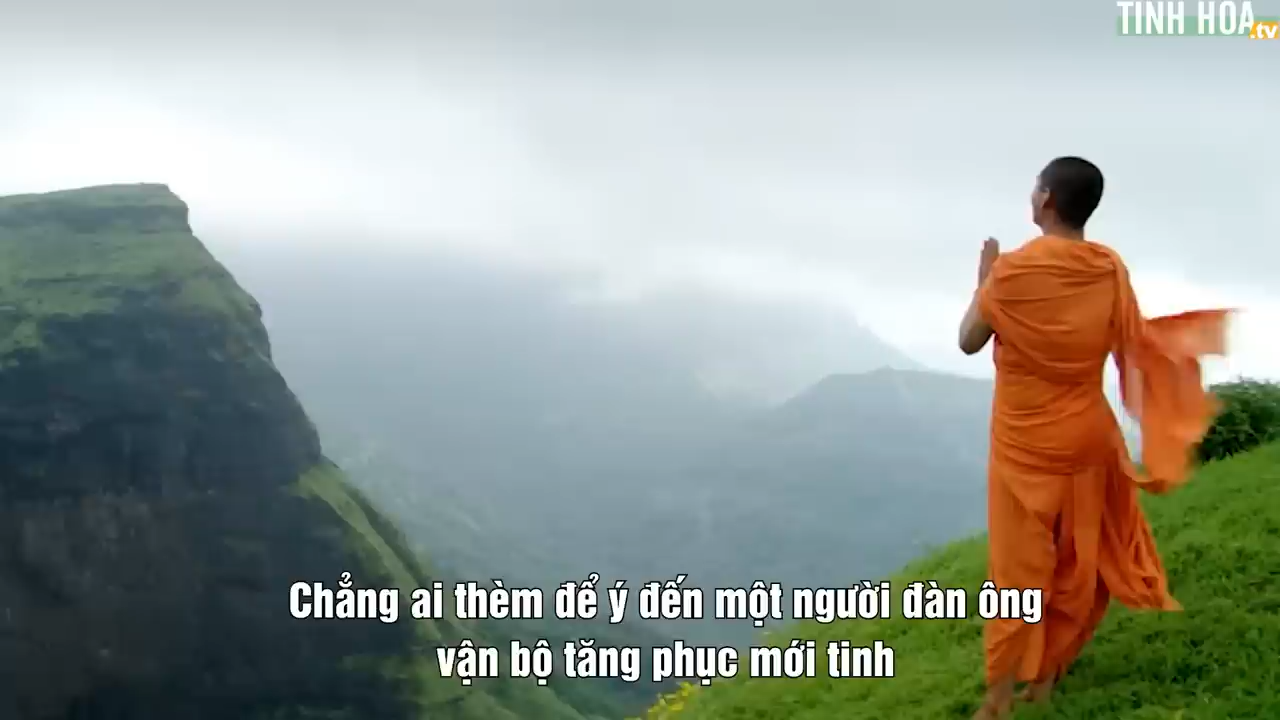 TINH HOA
.tv
Chẳng ai thèm để ý đến một người đàn ông
vận bộ tăng phục mới tinh